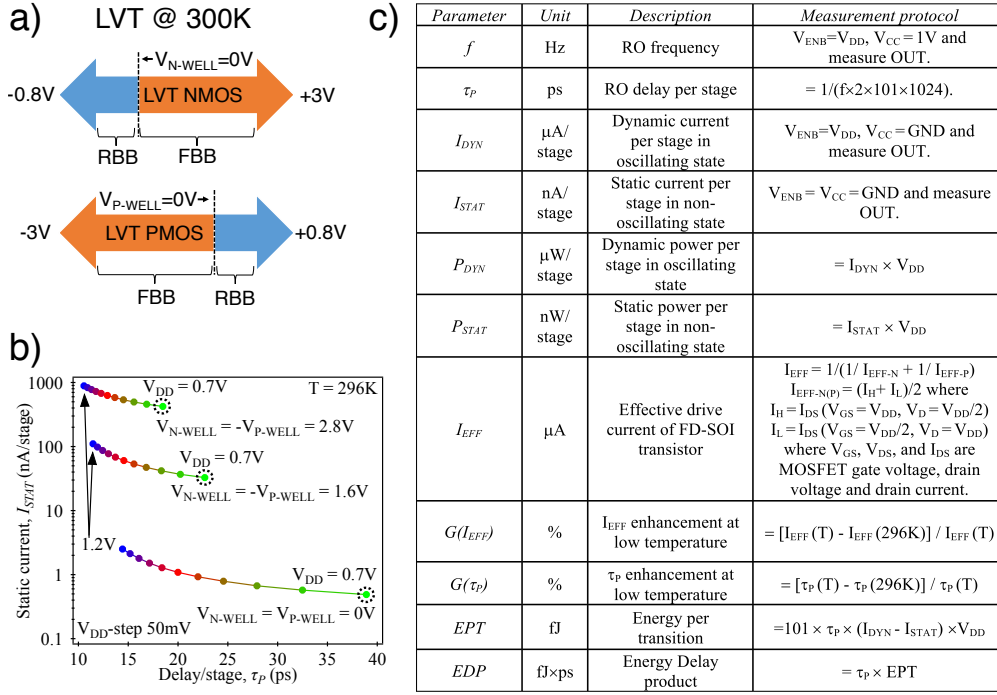 a)
LVT @ 300K
V_N-WELL=0V
-0.8V
LVT NMOS
+3V
RBB
FBB
V_P-WELL=0V
-3V
LVT PMOS
+0.8V
FBB
RBB
b)
Static current, I_STAT (nA/stage)
1000
100
10
1
0.1
V_DD = 0.7V
T = 296K
V_N-WELL = -V_P-WELL = 2.8V
V_DD = 0.7V
V_N-WELL = -V_P-WELL = 1.6V
1.2V
V_DD = 0.7V
V_N-WELL = V_P-WELL = 0V
V_DD-step 50mV
10 15 20 25 30 35 40
Delay/stage, τ_P (ps)
c)
Parameter Unit Description Measurement protocol
f Hz RO frequency
V_ENB=V_DD, V_CC = 1V and
measure OUT.
τ_P ps RO delay per stage = 1/(f×2×101×1024).
I_DYN
μA/
stage
Dynamic current
per stage in
oscillating state
V_ENB=V_DD, V_CC = GND and
measure OUT.
I_STAT
nA/
stage
Static current per
stage in non-
oscillating state
V_ENB = V_CC = GND and measure
OUT.
P_DYN
μW/
stage
Dynamic power per
stage in oscillating
state
= I_DYN × V_DD
P_STAT
nW/
stage
Static power per
stage in non-
oscillating state
= I_STAT × V_DD
I_EFF
μA
Effective drive
current of FD-SOI
transistor
I_EFF = 1/(1/ I_EFF-N + 1/ I_EFF-P)
I_EFF-N(P) = (I_H+ I_L)/2 where
I_H = I_DS (V_GS = V_DD, V_D = V_DD/2)
I_L = I_DS (V_GS = V_DD/2, V_D = V_DD)
where V_GS, V_DS, and I_DS are
MOSFET gate voltage, drain
voltage and drain current.
G(I_EFF) %
I_EFF enhancement at
low temperature
= [I_EFF (T) - I_EFF (296K)] / I_EFF (T)
G(τ_P) %
τ_P enhancement at
low temperature
= [τ_P (T) - τ_P (296K)] / τ_P (T)
EPT fJ
Energy per
transition
=101 × τ_P × (I_DYN - I_STAT) ×V_DD
EDP fJ×ps
Energy Delay
product
= τ_P × EPT